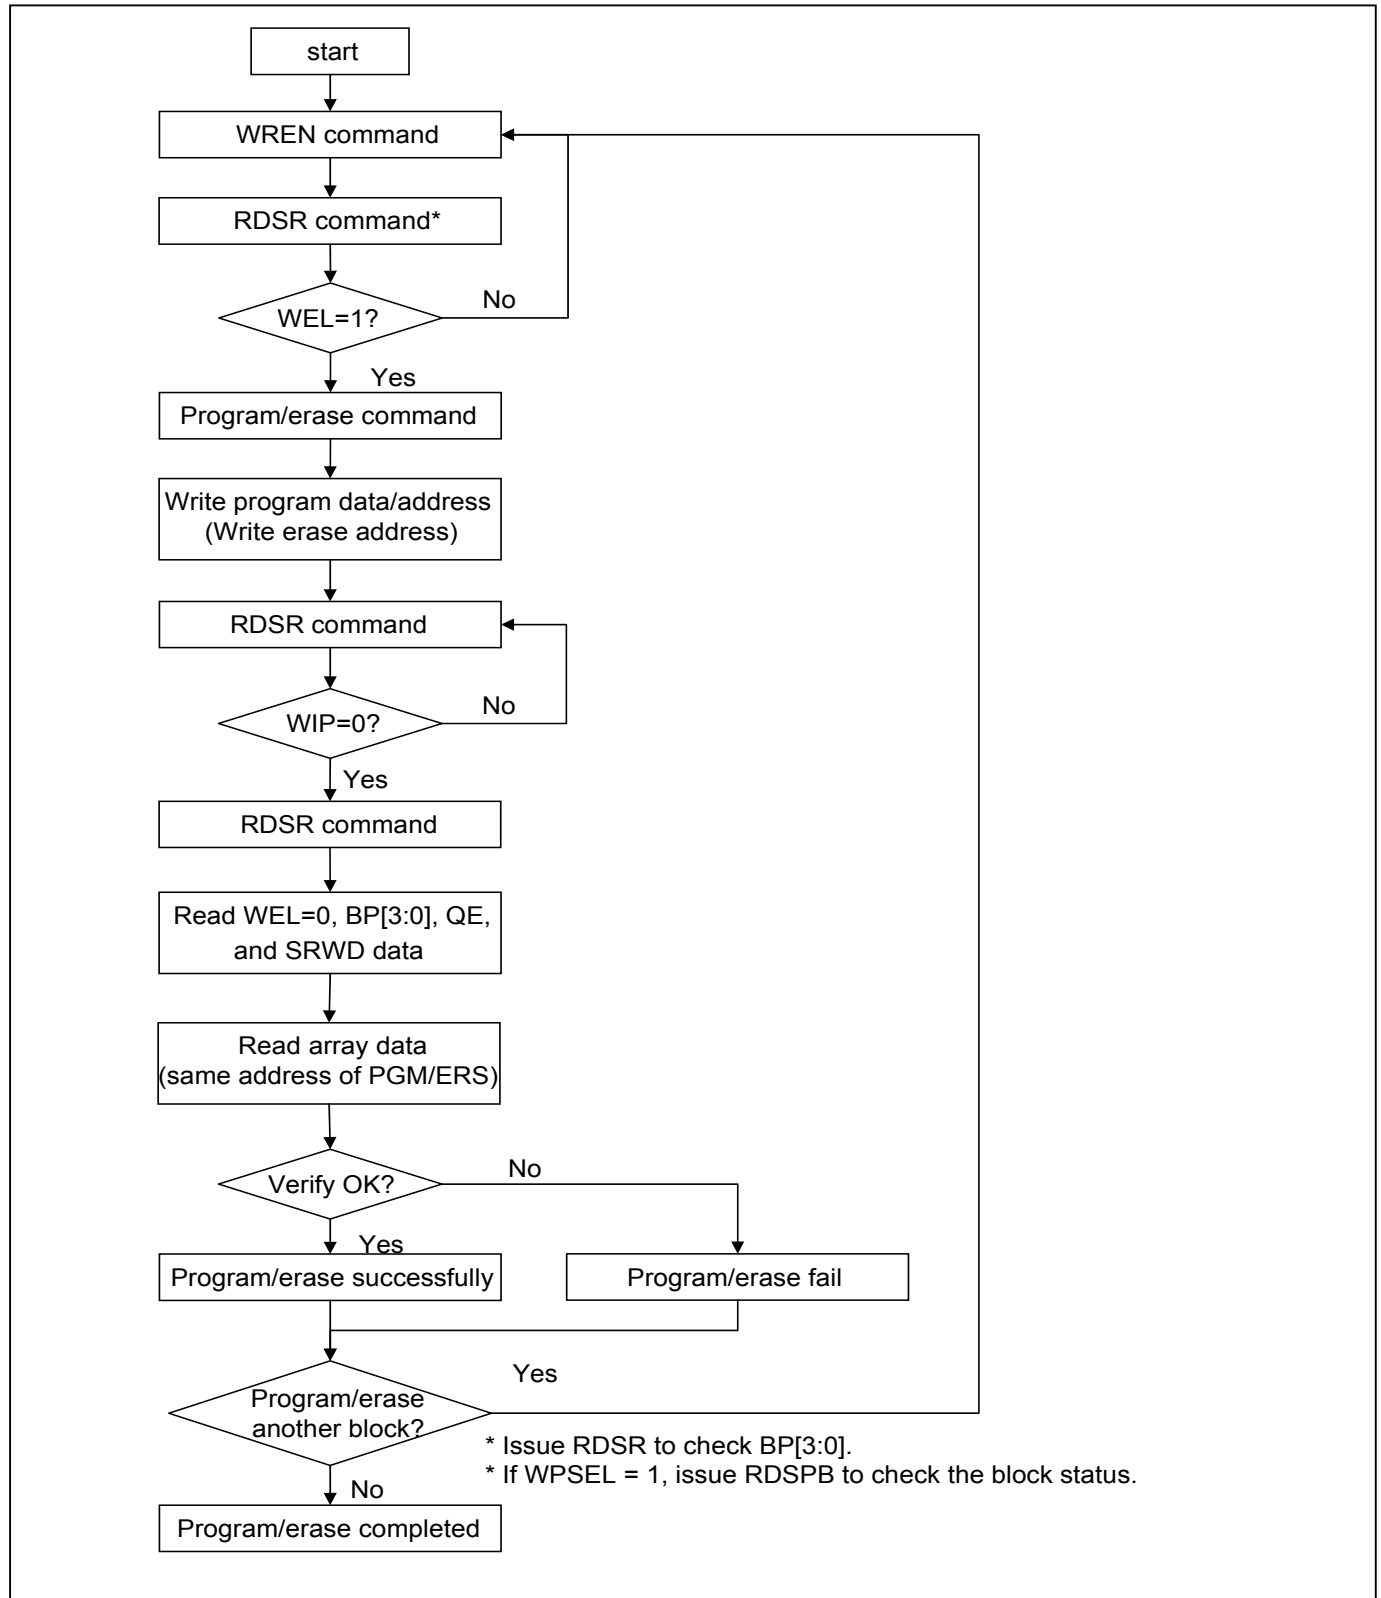 start
WREN command
RDSR command*
WEL=1?
No
Yes
Program/erase command
Write program data/address
(Write erase address)
RDSR command
WIP=0?
No
Yes
RDSR command
Read WEL=0, BP[3:0], QE,
and SRWD data
Read array data
(same address of PGM/ERS)
Verify OK?
No
Yes
Program/erase successfully
Program/erase fail
Program/erase
another block?
Yes
* Issue RDSR to check BP[3:0].
* If WPSEL = 1, issue RDSPB to check the block status.
No
Program/erase completed